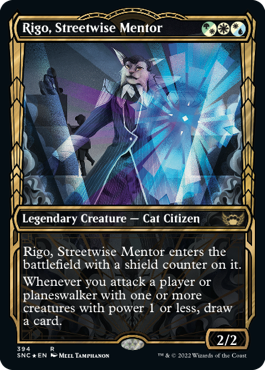 Rigo, Streetwise Mentor
Legendary Creature — Cat Citizen
Rigo, Streetwise Mentor enters the
battlefield with a shield counter on it.
Whenever you attack a player or
planeswalker with one or more
creatures with power 1 or less, draw
a card.
2/2
394 R
SNC ★ EN Meel Tamphanon
™ & © 2022 Wizards of the Coast